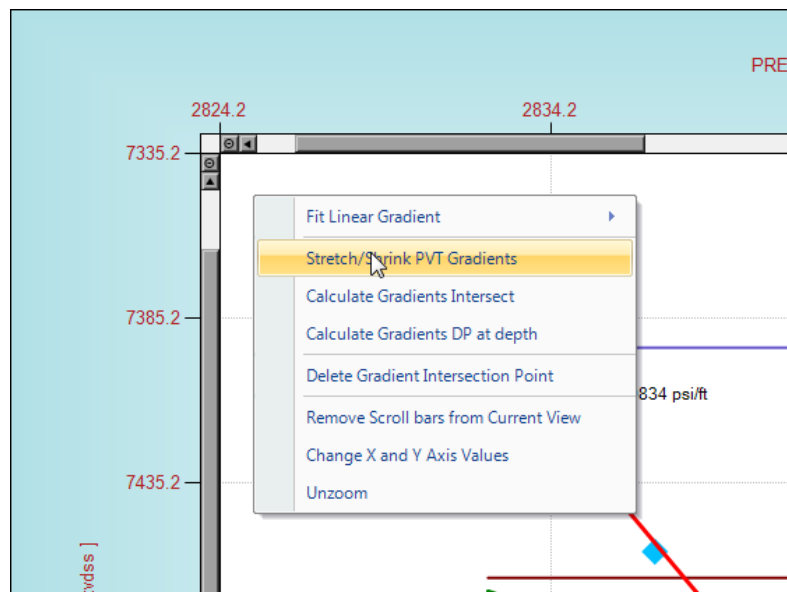 PRE
2824.2
2834.2
7335.2
Fit Linear Gradient
Stretch/Shrink PVT Gradients
Calculate Gradients Intersect
7385.2
Calculate Gradients DP at depth
Delete Gradient Intersection Point
834 psi/ft
Remove Scroll bars from Current View
Change X and Y Axis Values
7435.2
Unzoom
vdss ]